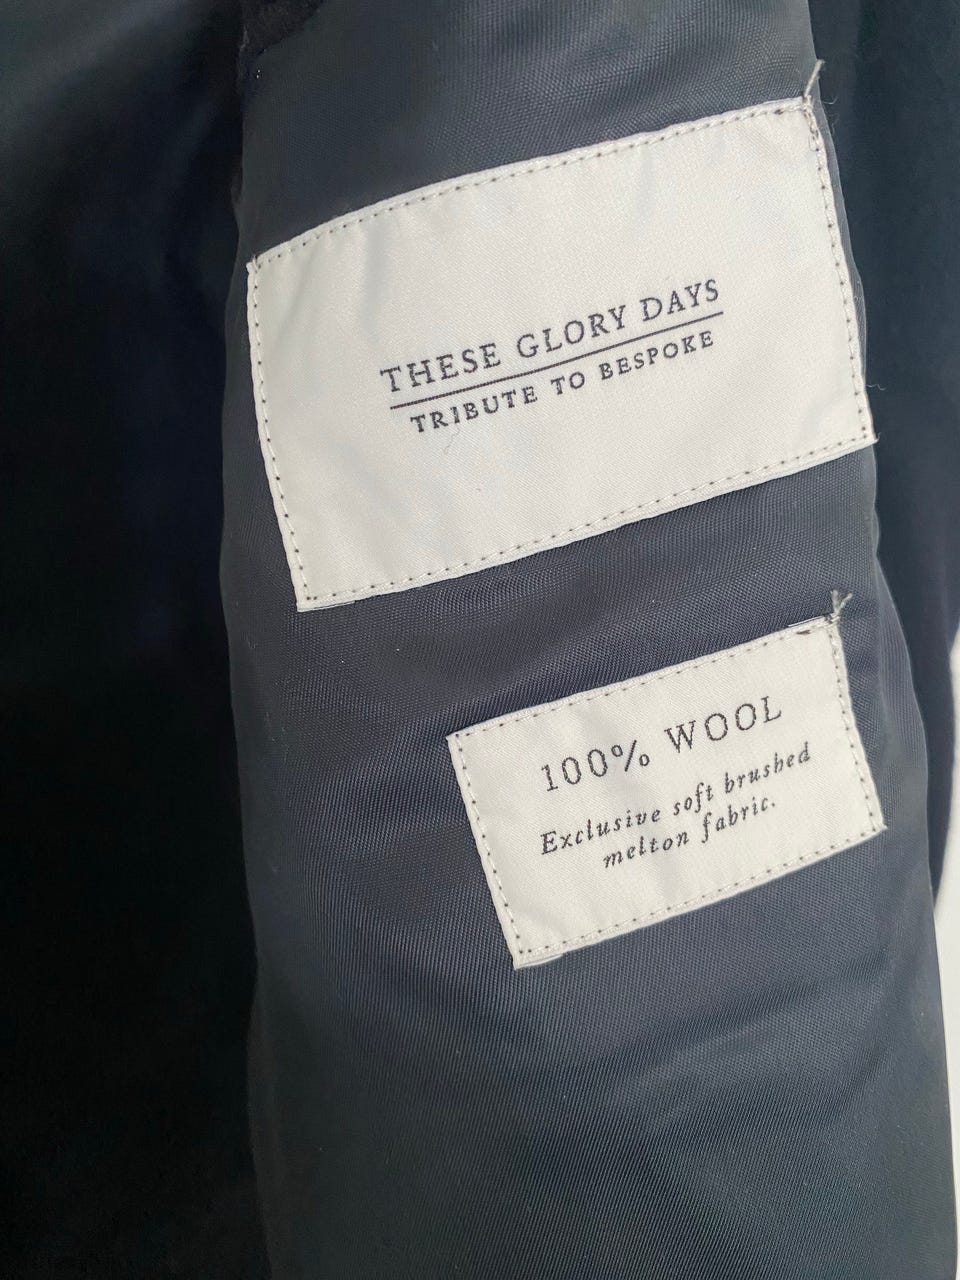 THESE GLORY DAYS
TRIBUTE TO BESPOKE
100% WOOL
Exclusive soft brushed
melton fabric.